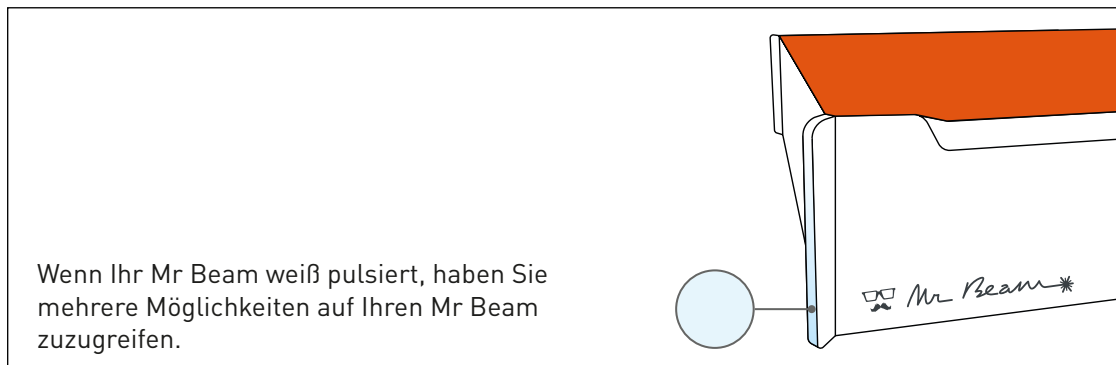 Wenn Ihr Mr Beam weiß pulsiert, haben Sie
mehrere Möglichkeiten auf Ihren Mr Beam
zuzugreifen.
Mr Beam